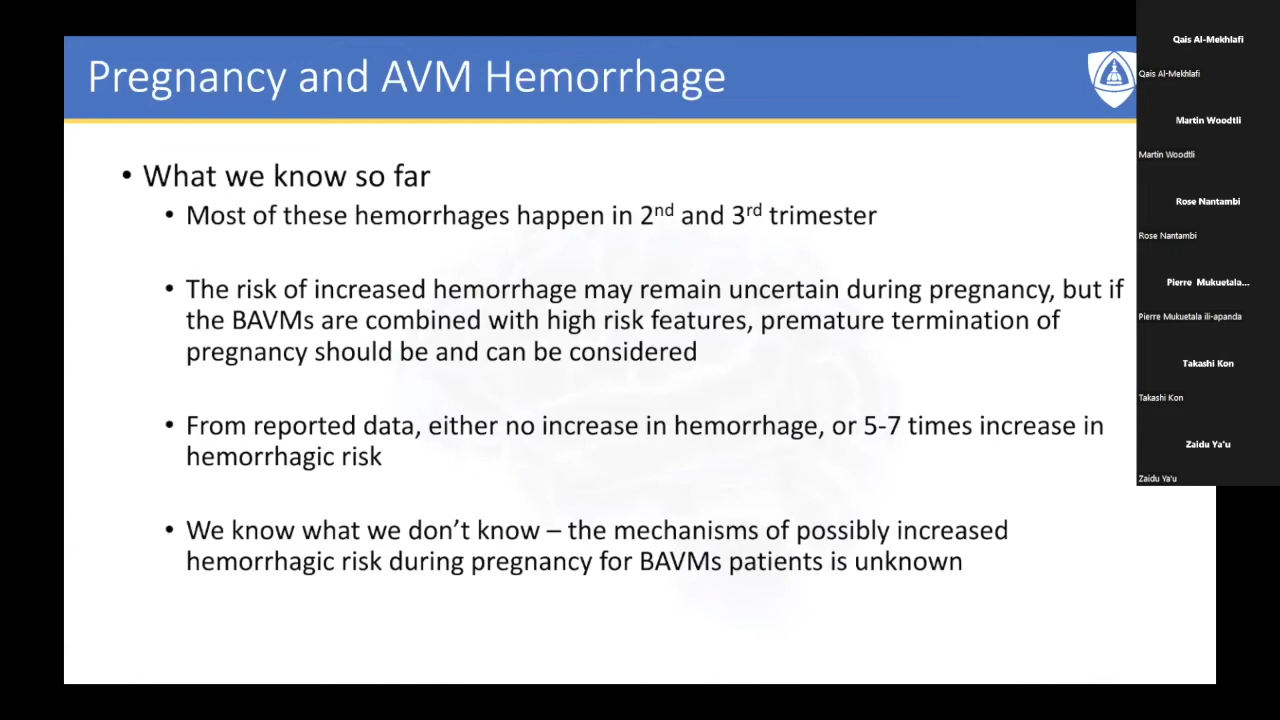 Pregnancy and AVM Hemorrhage
• What we know so far
• Most of these hemorrhages happen in 2nd and 3rd trimester
• The risk of increased hemorrhage may remain uncertain during pregnancy, but if
the BAVMs are combined with high risk features, premature termination of
pregnancy should be and can be considered
• From reported data, either no increase in hemorrhage, or 5-7 times increase in
hemorrhagic risk
• We know what we don’t know – the mechanisms of possibly increased
hemorrhagic risk during pregnancy for BAVMs patients is unknown
Qais Al-Mekhlafi
Qais Al-Mekhlafi
Martin Woodtli
Martin Woodtli
Rose Nantambi
Rose Nantambi
Pierre Mukuetala...
Pierre Mukuetala ili-apanda
Takashi Kon
Takashi Kon
Zaidu Ya'u
Zaidu Ya'u